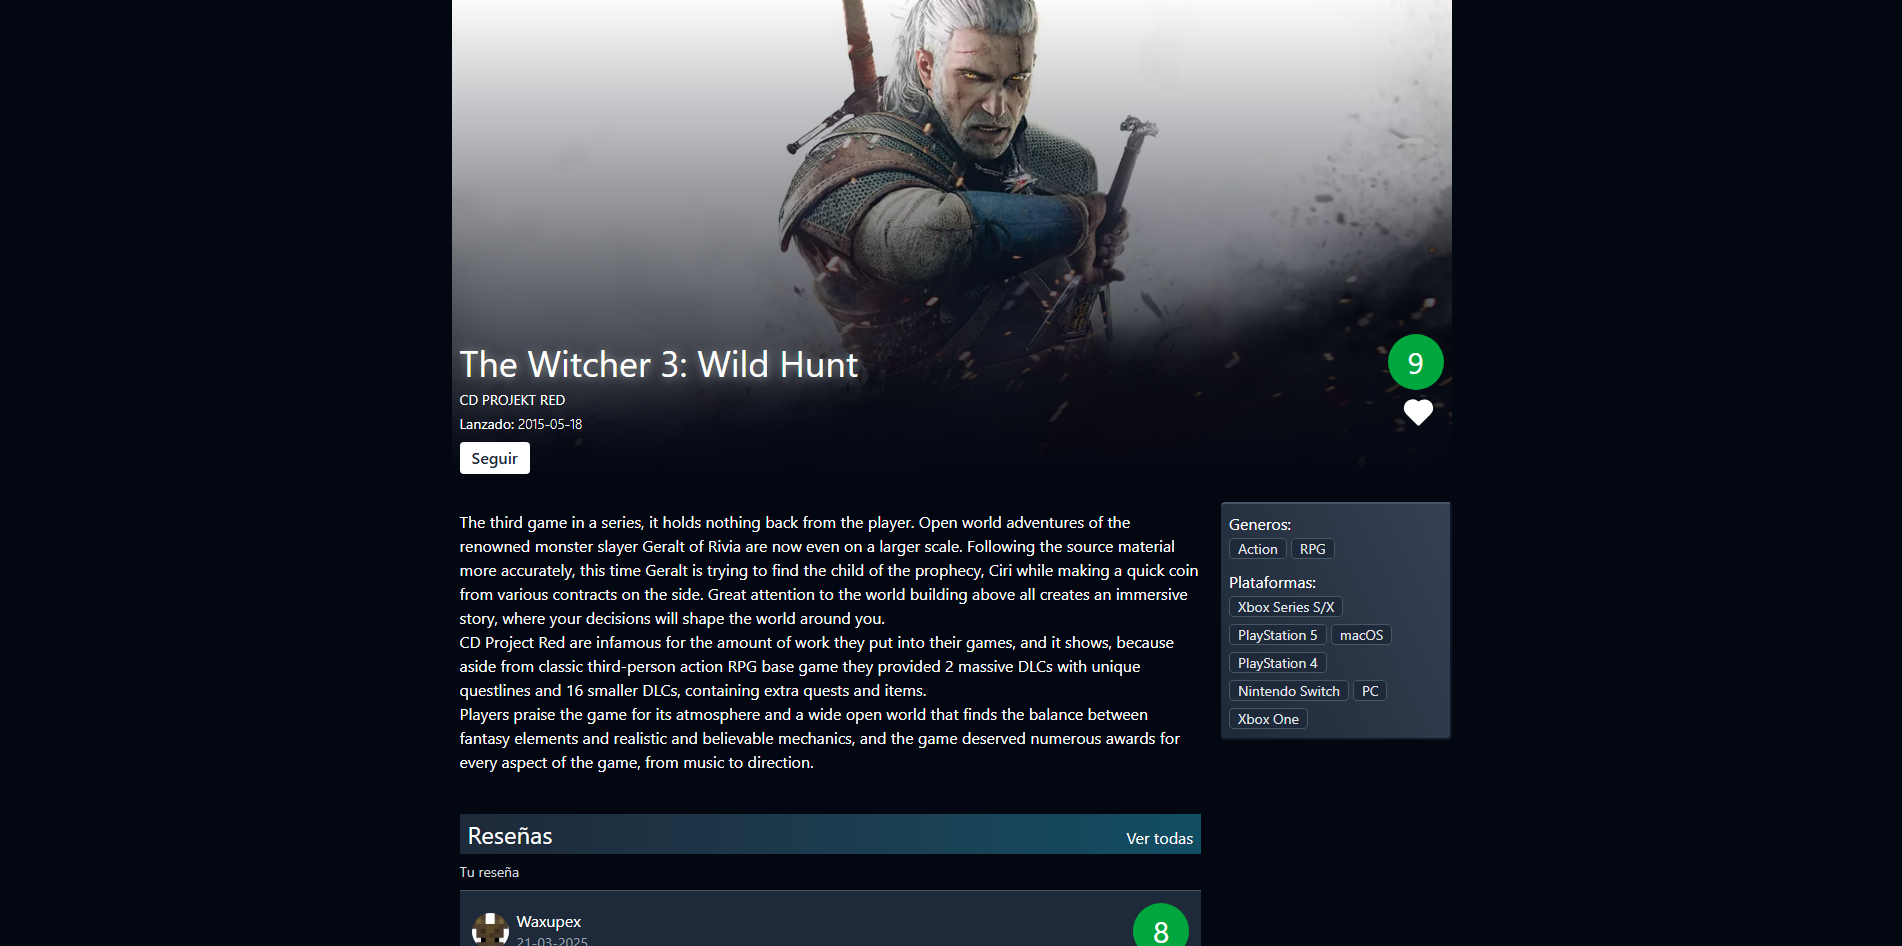 The Witcher 3: Wild Hunt
9
CD PROJEKT RED
Lanzado: 2015-05-18
Seguir
The third game in a series, it holds nothing back from the player. Open world adventures of the
renowned monster slayer Geralt of Rivia are now even on a larger scale. Following the source material
more accurately, this time Geralt is trying to find the child of the prophecy, Ciri while making a quick coin
from various contracts on the side. Great attention to the world building above all creates an immersive
story, where your decisions will shape the world around you.
CD Project Red are infamous for the amount of work they put into their games, and it shows, because
aside from classic third-person action RPG base game they provided 2 massive DLCs with unique
questlines and 16 smaller DLCs, containing extra quests and items.
Players praise the game for its atmosphere and a wide open world that finds the balance between
fantasy elements and realistic and believable mechanics, and the game deserved numerous awards for
every aspect of the game, from music to direction.
Generos:
Action RPG
Plataformas:
Xbox Series S/X
PlayStation 5 macOS
PlayStation 4
Nintendo Switch PC
Xbox One
Reseñas Ver todas
Tu reseña
Waxupex
8
21-03-2025